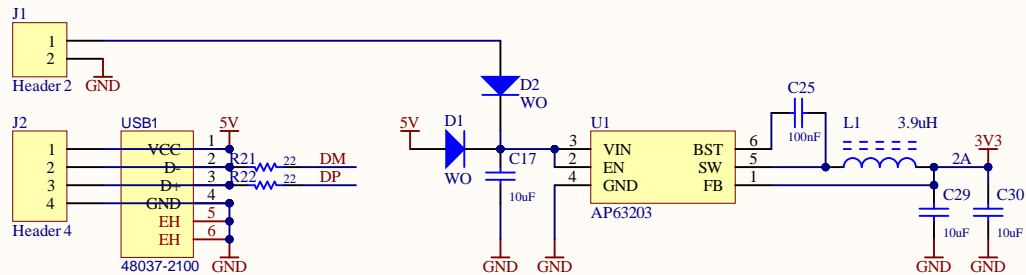 J1
1
2
Header 2
GND
D2
WO
J2
1
2
3
4
Header 4
USB1
VCC 1
D- 2
D+ 3
GND 4
EH 5
EH 6
48037-2100
5V
R21 22 DM
R22 22 DP
GND
5V
D1
WO
C17
10uF
GND
GND
U1
3 VIN
2 EN
4 GND
BST 6
SW 5
FB 1
AP63203
C25
100nF
L1 3.9uH
2A
3V3
C29
10uF
GND
C30
10uF
GND